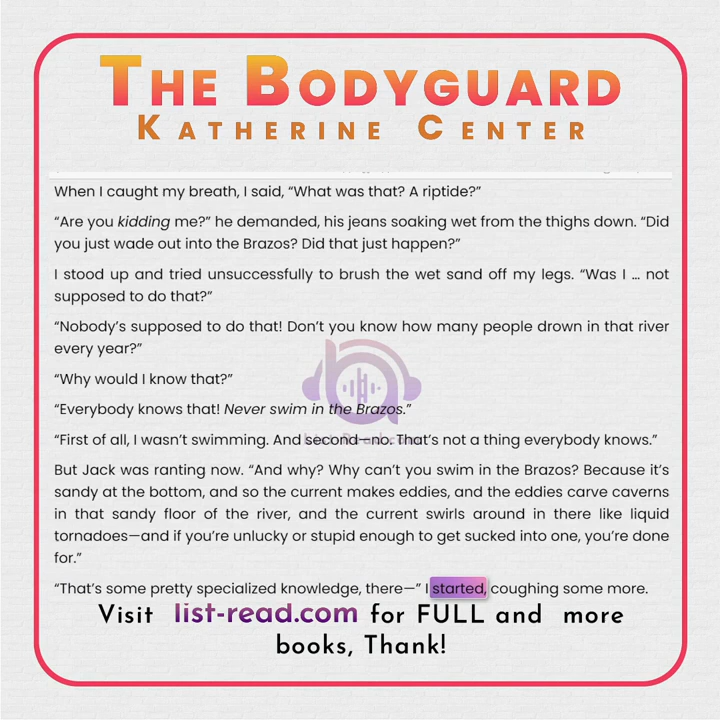 THE BODYGUARD
KATHERINE CENTER
When I caught my breath, I said, “What was that? A riptide?”
“Are you kidding me?” he demanded, his jeans soaking wet from the thighs down. “Did
you just wade out into the Brazos? Did that just happen?”
I stood up and tried unsuccessfully to brush the wet sand off my legs. “Was I … not
supposed to do that?”
“Nobody’s supposed to do that! Don’t you know how many people drown in that river
every year?”
“Why would I know that?”
“Everybody knows that! Never swim in the Brazos.”
“First of all, I wasn’t swimming. And second—no. That’s not a thing everybody knows.”
But Jack was ranting now. “And why? Why can’t you swim in the Brazos? Because it’s
sandy at the bottom, and so the current makes eddies, and the eddies carve caverns
in that sandy floor of the river, and the current swirls around in there like liquid
tornadoes—and if you’re unlucky or stupid enough to get sucked into one, you’re done
for.”
“That’s some pretty specialized knowledge, there—” I started, coughing some more.
Visit list-read.com for FULL and more
books, Thank!